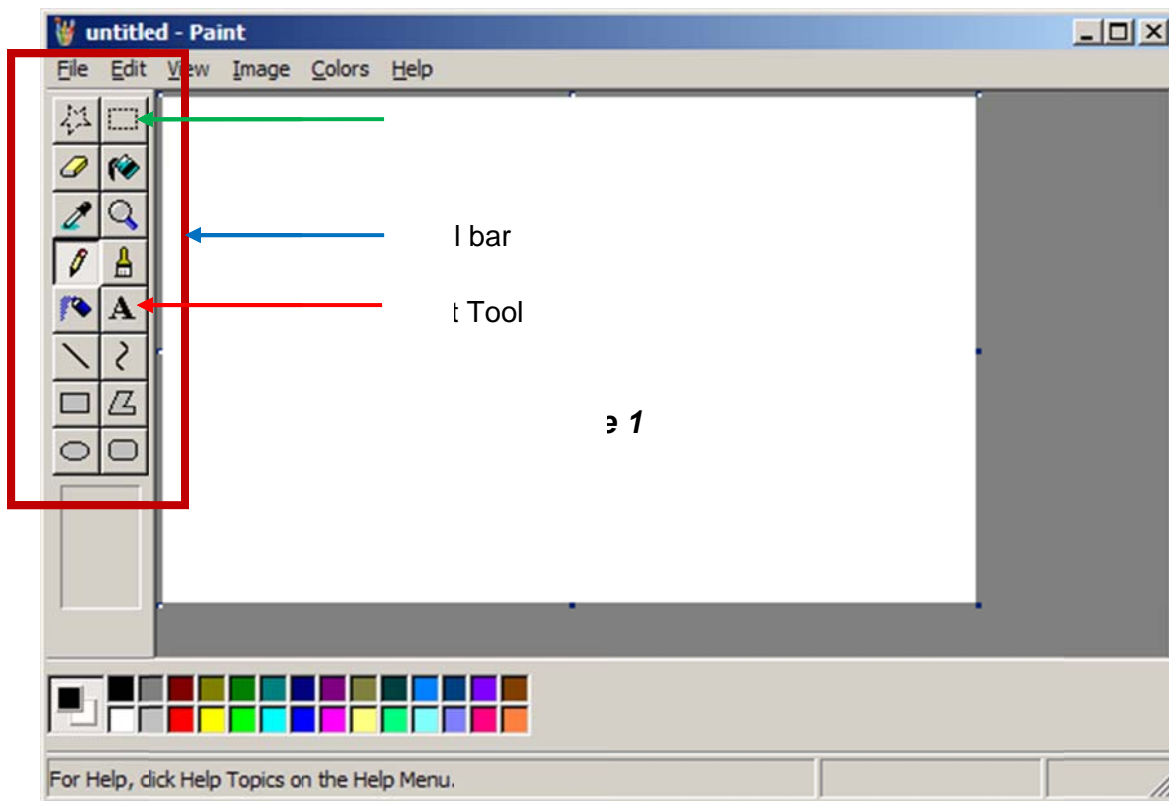 untitled - Paint
File Edit View Image Colors Help
A
l bar
t Tool
e 1
For Help, click Help Topics on the Help Menu.